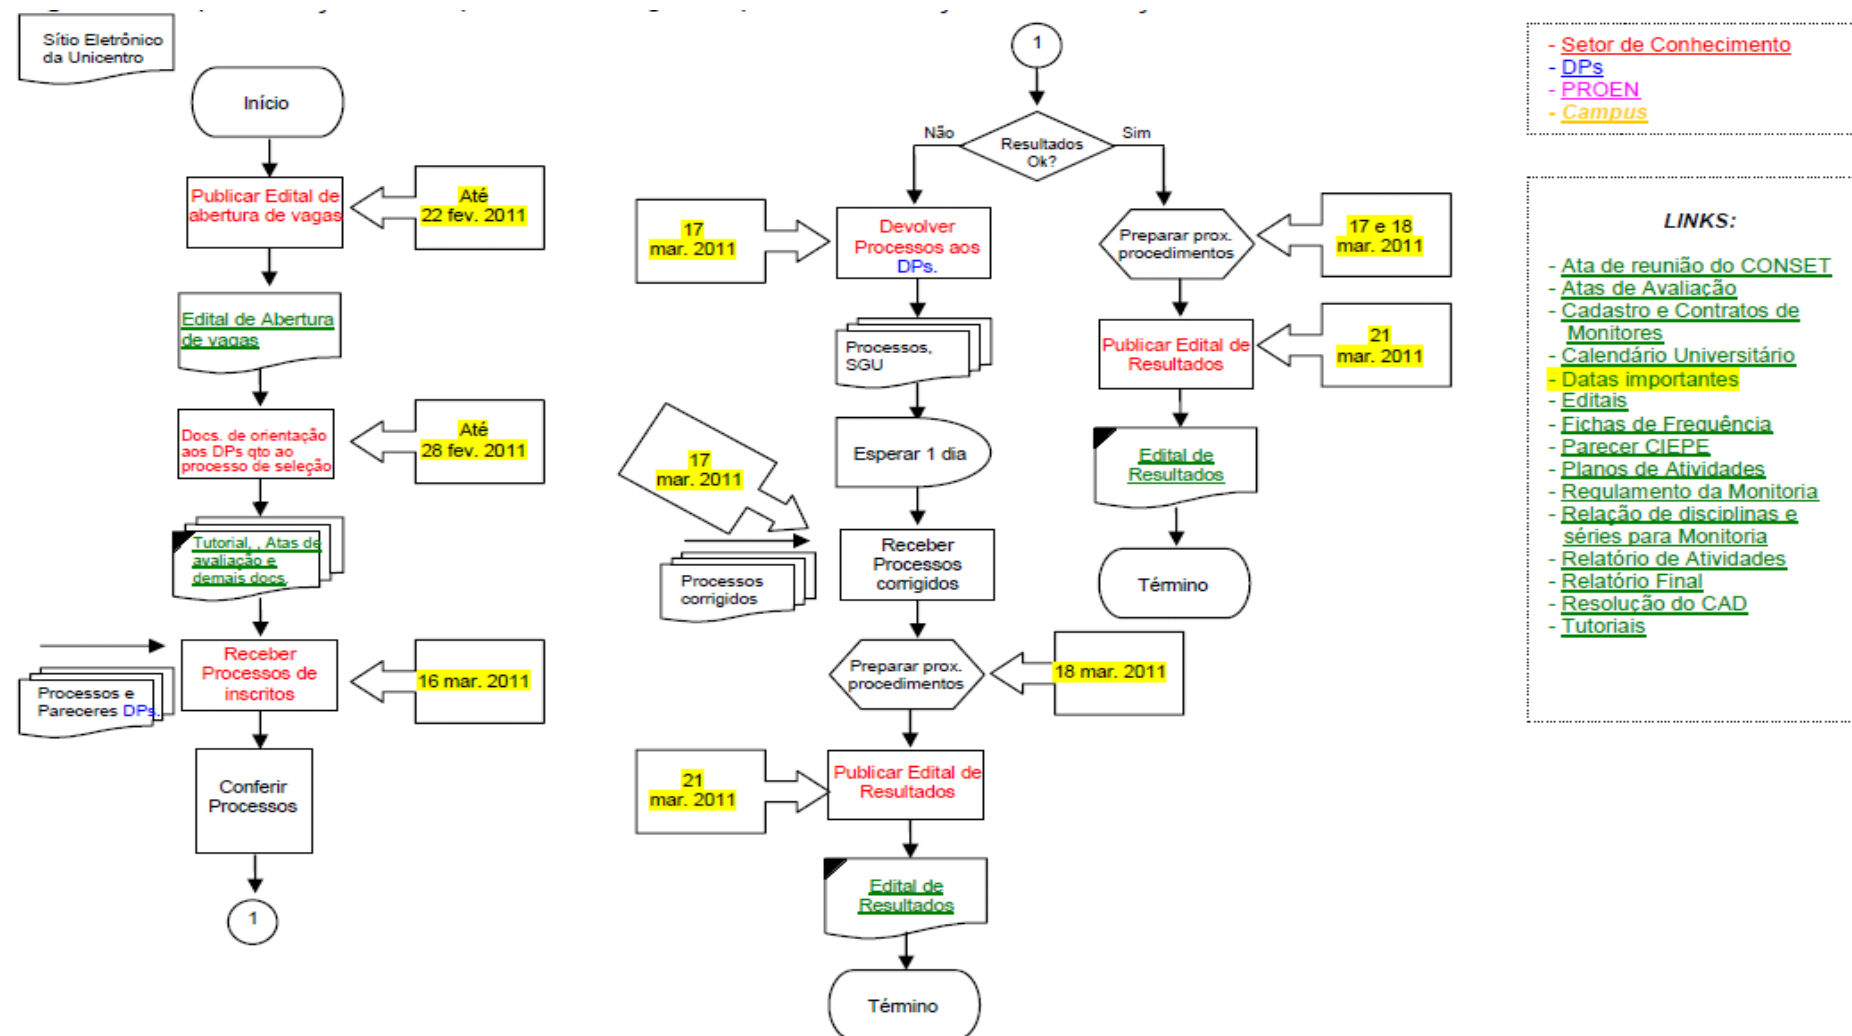 Sítio Eletrônico
da Unicentro
Início
Publicar Edital de
abertura de vagas
Até
22 fev. 2011
Edital de Abertura
de vagas
Docs. de orientação
aos DPs qto ao
processo de seleção
Até
28 fev. 2011
Tutorial, , Atas de
avaliação e
demais docs.
Receber
Processos de
inscritos
16 mar. 2011
Processos e
Pareceres DPs.
Conferir
Processos
1
1
Resultados
Ok?
Não
Sim
17
mar. 2011
Devolver
Processos aos
DPs.
Processos,
SGU
Esperar 1 dia
17
mar. 2011
Receber
Processos
corrigidos
Processos
corrigidos
Preparar prox.
procedimentos
18 mar. 2011
21
mar. 2011
Publicar Edital de
Resultados
Edital de
Resultados
Término
Preparar prox.
procedimentos
17 e 18
mar. 2011
Publicar Edital de
Resultados
21
mar. 2011
Edital de
Resultados
Término
- Setor de Conhecimento
- DPs
- PROEN
- Campus
LINKS:
- Ata de reunião do CONSET
- Atas de Avaliação
- Cadastro e Contratos de
Monitores
- Calendário Universitário
- Datas importantes
- Editais
- Fichas de Frequência
- Parecer CIEPE
- Planos de Atividades
- Regulamento da Monitoria
- Relação de disciplinas e
séries para Monitoria
- Relatório de Atividades
- Relatório Final
- Resolução do CAD
- Tutoriais